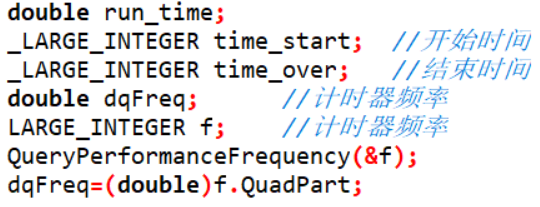 double run_time;
_LARGE_INTEGER time_start;  //开始时间
_LARGE_INTEGER time_over;   //结束时间
double dqFreq;      //计时器频率
LARGE_INTEGER f;    //计时器频率
QueryPerformanceFrequency(&f);
dqFreq=(double)f.QuadPart;